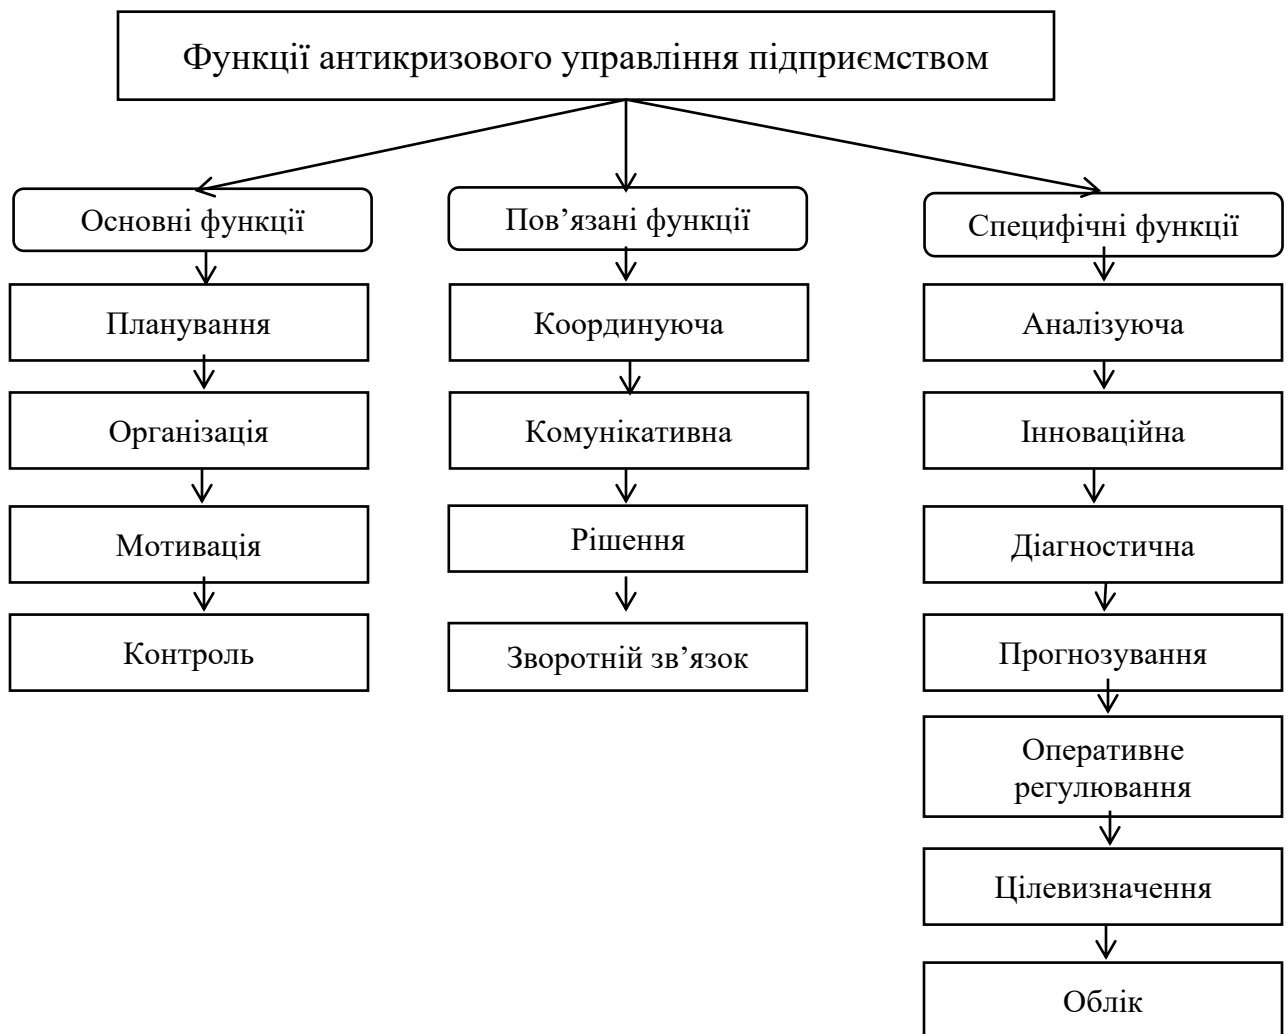 Функції антикризового управління підприємством
Основні функції
Планування
Організація
Мотивація
Контроль
Пов’язані функції
Координуюча
Комунікативна
Рішення
Зворотній зв’язок
Специфічні функції
Аналізуюча
Інноваційна
Діагностична
Прогнозування
Оперативне
регулювання
Цілевизначення
Облік